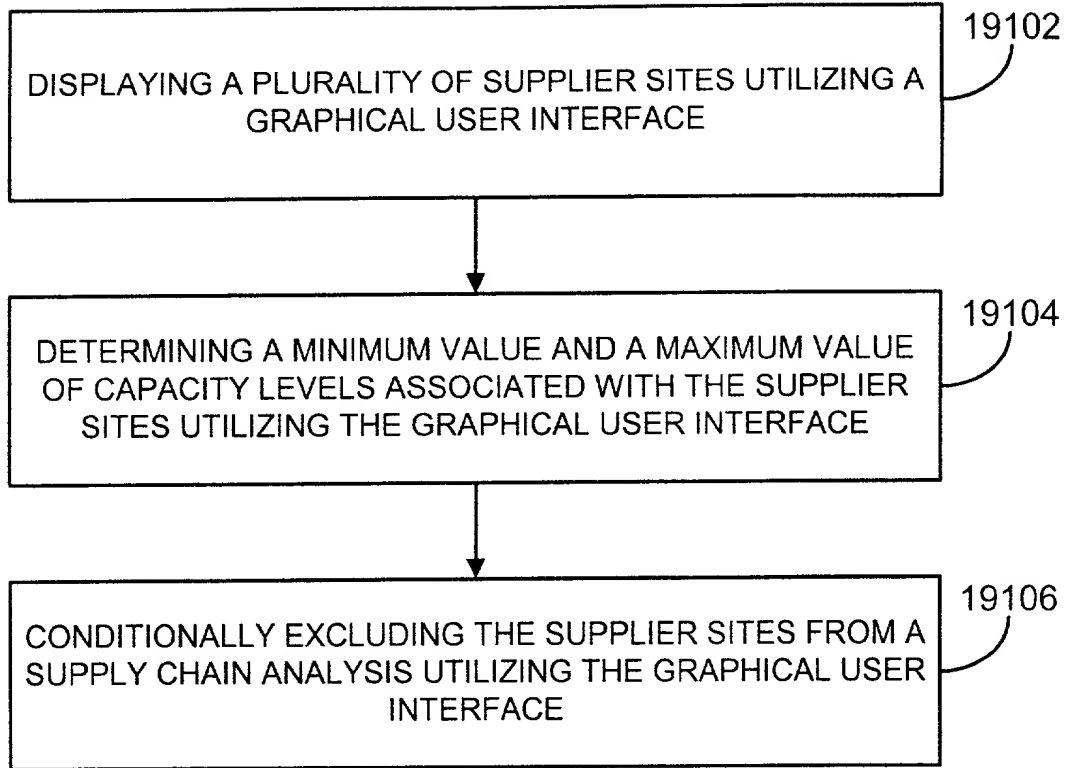 19102
DISPLAYING A PLURALITY OF SUPPLIER SITES UTILIZING A
GRAPHICAL USER INTERFACE
19104
DETERMINING A MINIMUM VALUE AND A MAXIMUM VALUE
OF CAPACITY LEVELS ASSOCIATED WITH THE SUPPLIER
SITES UTILIZING THE GRAPHICAL USER INTERFACE
19106
CONDITIONALLY EXCLUDING THE SUPPLIER SITES FROM A
SUPPLY CHAIN ANALYSIS UTILIZING THE GRAPHICAL USER
INTERFACE